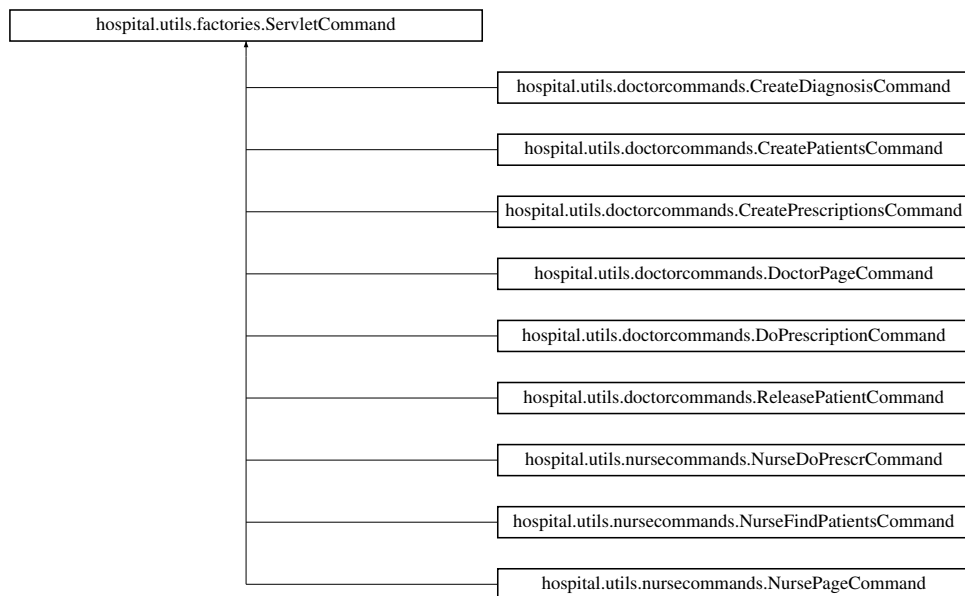 hospital.utils.factories.ServletCommand
hospital.utils.doctorcommands.CreateDiagnosisCommand
hospital.utils.doctorcommands.CreatePatientsCommand
hospital.utils.doctorcommands.CreatePrescriptionsCommand
hospital.utils.doctorcommands.DoctorPageCommand
hospital.utils.doctorcommands.DoPrescriptionCommand
hospital.utils.doctorcommands.ReleasePatientCommand
hospital.utils.nursecommands.NurseDoPrescrCommand
hospital.utils.nursecommands.NurseFindPatientsCommand
hospital.utils.nursecommands.NursePageCommand